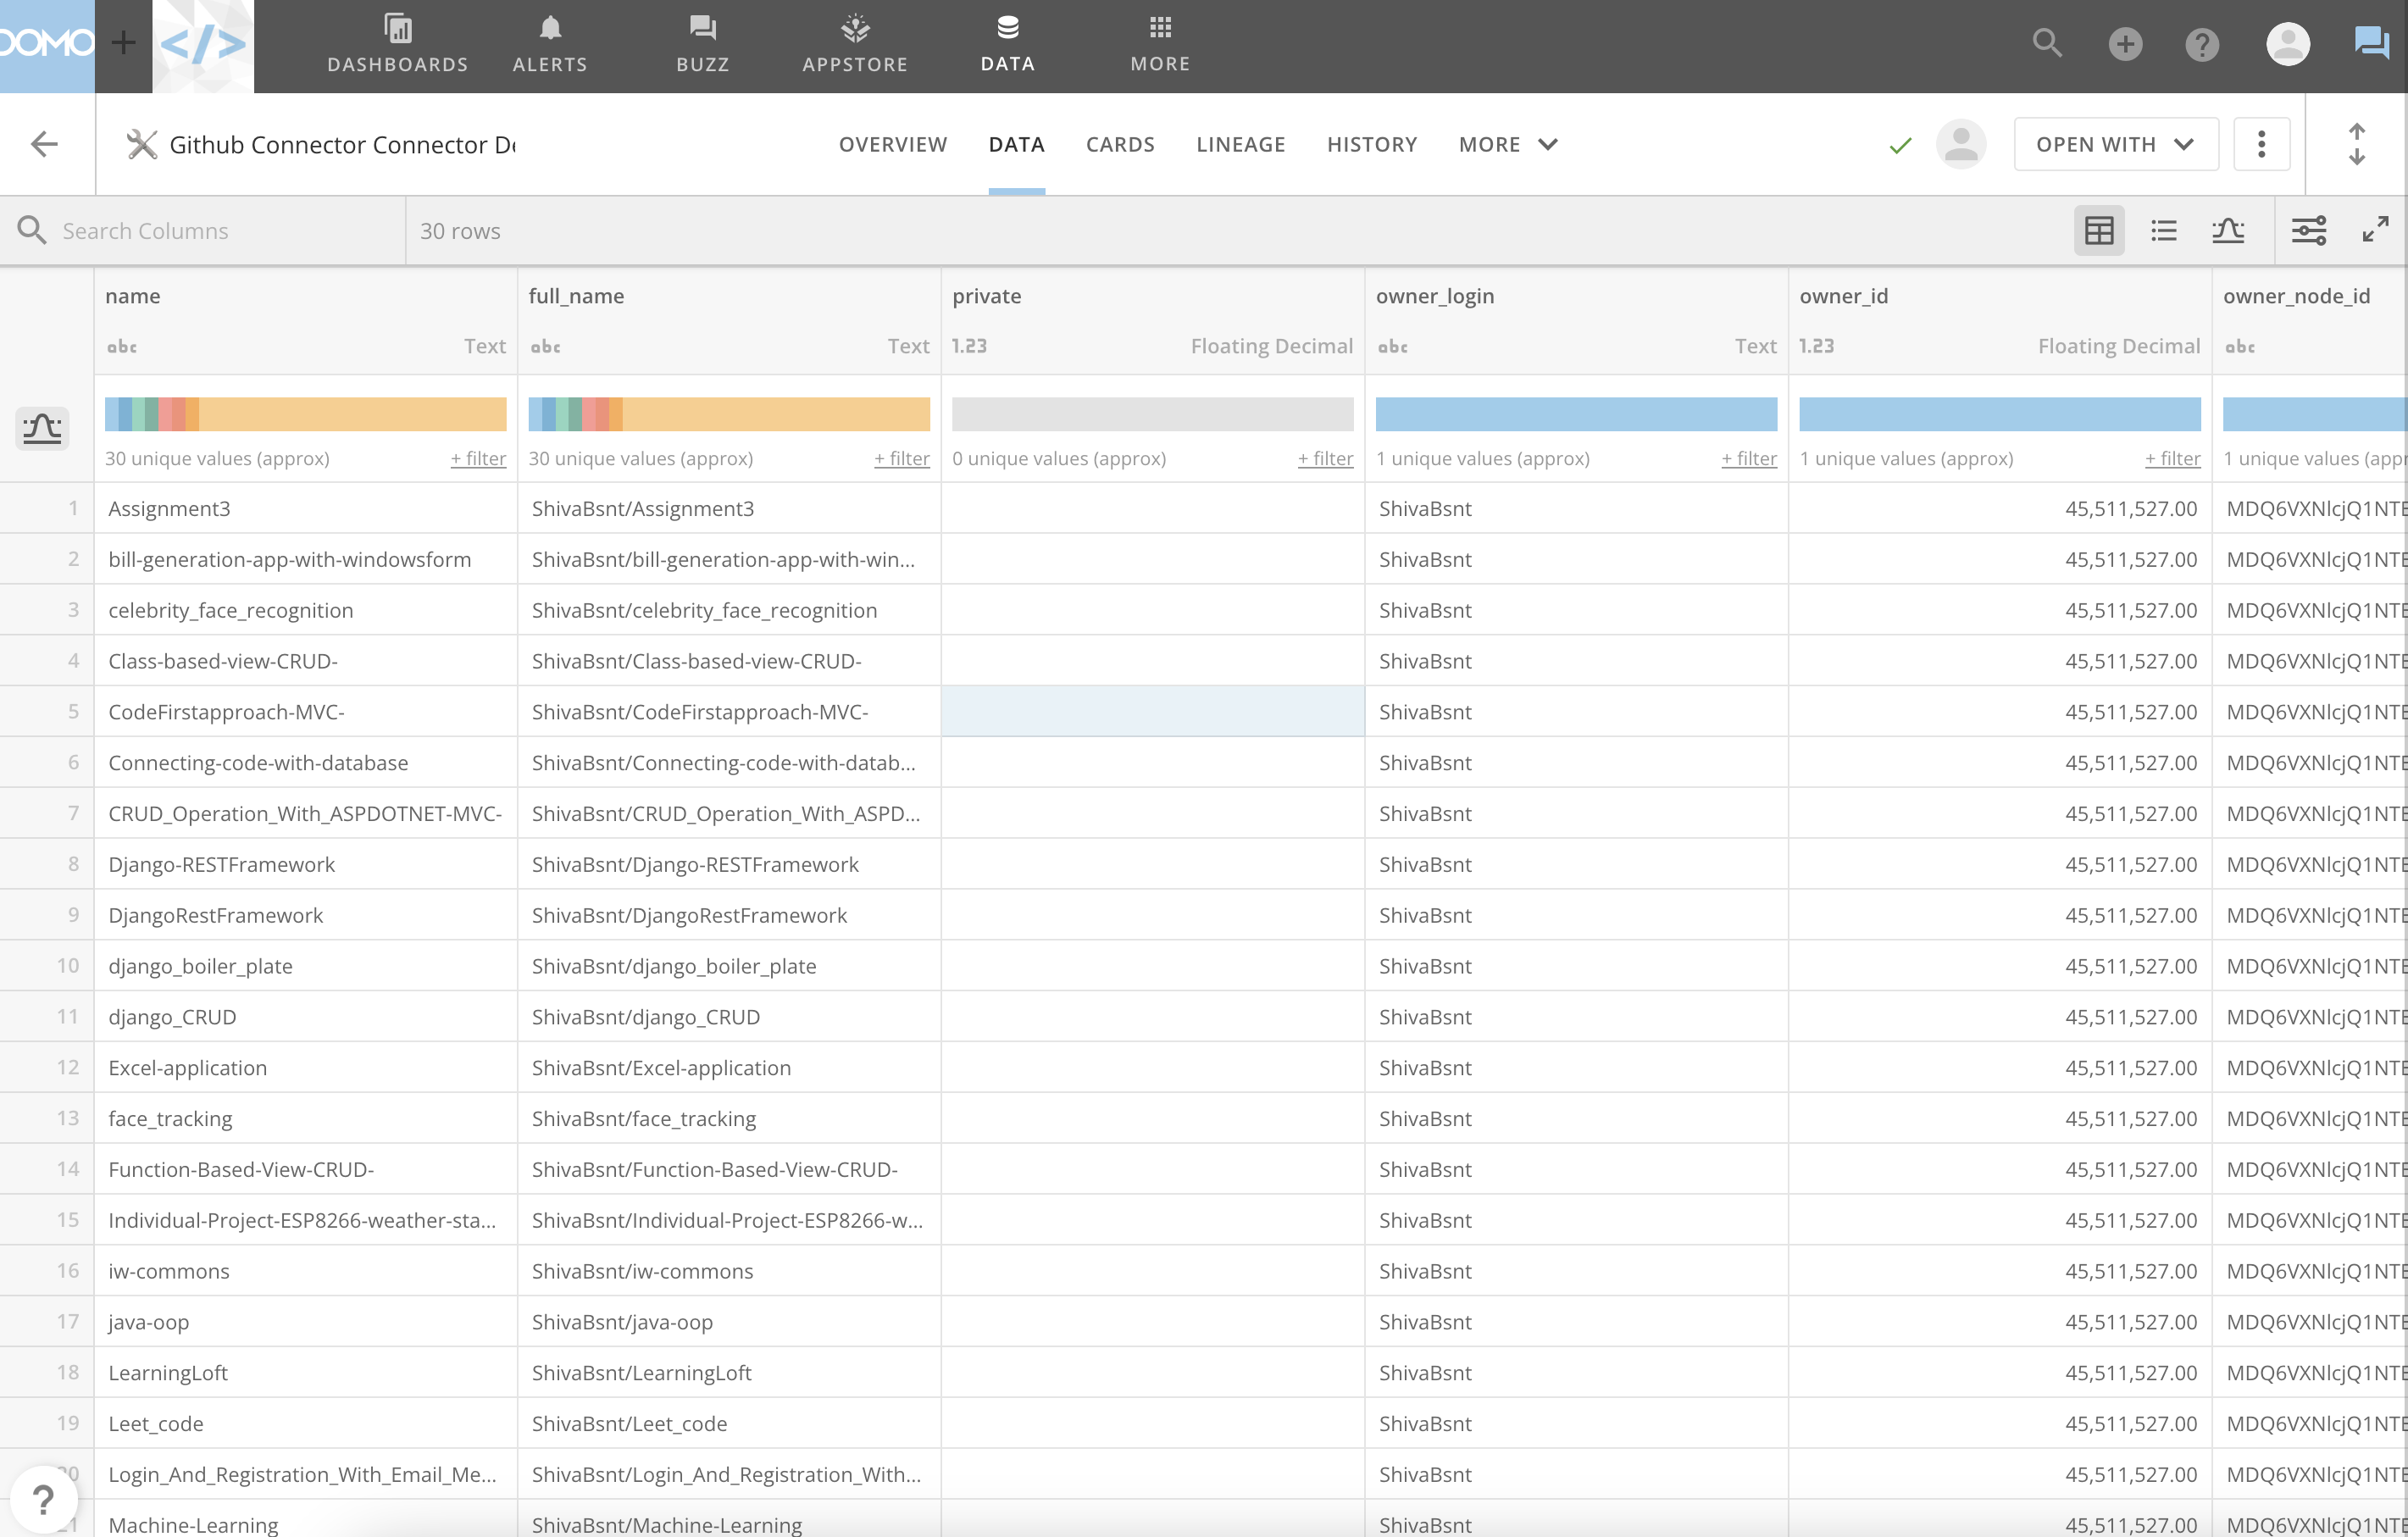 DOMO
</>
DASHBOARDS ALERTS BUZZ APPSTORE DATA MORE
Github Connector Connector De
OVERVIEW DATA CARDS LINEAGE HISTORY MORE
OPEN WITH
Search Columns 30 rows
name full_name private owner_login owner_id owner_node_id
abc Text abc Text 1.23 Floating Decimal abc Text 1.23 Floating Decimal abc
30 unique values (approx) + filter 30 unique values (approx) + filter 0 unique values (approx) + filter 1 unique values (approx) + filter 1 unique values (approx) + filter 1 unique values (appr
1 Assignment3 ShivaBsnt/Assignment3 ShivaBsnt 45,511,527.00 MDQ6VXNlcjQ1NTE
2 bill-generation-app-with-windowsform ShivaBsnt/bill-generation-app-with-win... ShivaBsnt 45,511,527.00 MDQ6VXNlcjQ1NTE
3 celebrity_face_recognition ShivaBsnt/celebrity_face_recognition ShivaBsnt 45,511,527.00 MDQ6VXNlcjQ1NTE
4 Class-based-view-CRUD- ShivaBsnt/Class-based-view-CRUD- ShivaBsnt 45,511,527.00 MDQ6VXNlcjQ1NTE
5 CodeFirstapproach-MVC- ShivaBsnt/CodeFirstapproach-MVC- ShivaBsnt 45,511,527.00 MDQ6VXNlcjQ1NTE
6 Connecting-code-with-database ShivaBsnt/Connecting-code-with-datab... ShivaBsnt 45,511,527.00 MDQ6VXNlcjQ1NTE
7 CRUD_Operation_With_ASPDOTNET-MVC- ShivaBsnt/CRUD_Operation_With_ASPD... ShivaBsnt 45,511,527.00 MDQ6VXNlcjQ1NTE
8 Django-RESTFramework ShivaBsnt/Django-RESTFramework ShivaBsnt 45,511,527.00 MDQ6VXNlcjQ1NTE
9 DjangoRestFramework ShivaBsnt/DjangoRestFramework ShivaBsnt 45,511,527.00 MDQ6VXNlcjQ1NTE
10 django_boiler_plate ShivaBsnt/django_boiler_plate ShivaBsnt 45,511,527.00 MDQ6VXNlcjQ1NTE
11 django_CRUD ShivaBsnt/django_CRUD ShivaBsnt 45,511,527.00 MDQ6VXNlcjQ1NTE
12 Excel-application ShivaBsnt/Excel-application ShivaBsnt 45,511,527.00 MDQ6VXNlcjQ1NTE
13 face_tracking ShivaBsnt/face_tracking ShivaBsnt 45,511,527.00 MDQ6VXNlcjQ1NTE
14 Function-Based-View-CRUD- ShivaBsnt/Function-Based-View-CRUD- ShivaBsnt 45,511,527.00 MDQ6VXNlcjQ1NTE
15 Individual-Project-ESP8266-weather-sta... ShivaBsnt/Individual-Project-ESP8266-w... ShivaBsnt 45,511,527.00 MDQ6VXNlcjQ1NTE
16 iw-commons ShivaBsnt/iw-commons ShivaBsnt 45,511,527.00 MDQ6VXNlcjQ1NTE
17 java-oop ShivaBsnt/java-oop ShivaBsnt 45,511,527.00 MDQ6VXNlcjQ1NTE
18 LearningLoft ShivaBsnt/LearningLoft ShivaBsnt 45,511,527.00 MDQ6VXNlcjQ1NTE
19 Leet_code ShivaBsnt/Leet_code ShivaBsnt 45,511,527.00 MDQ6VXNlcjQ1NTE
20 Login_And_Registration_With_Email_Me... ShivaBsnt/Login_And_Registration_With... ShivaBsnt 45,511,527.00 MDQ6VXNlcjQ1NTE
21 Machine-Learning ShivaBsnt/Machine-Learning ShivaBsnt 45,511,527.00 MDQ6VXNlcjQ1NTE